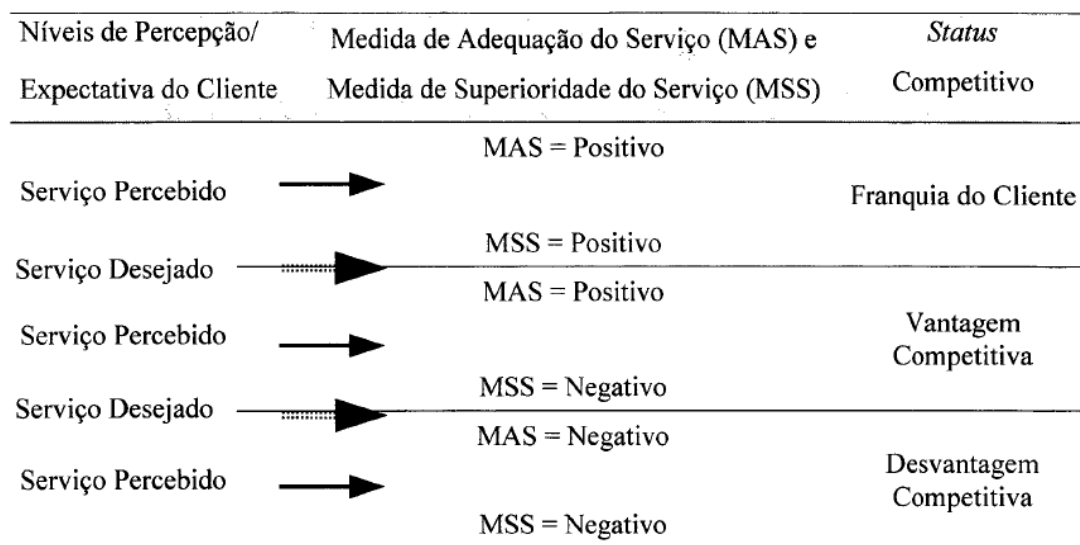 Níveis de Percepção/ Medida de Adequação do Serviço (MAS) e Status
Expectativa do Cliente Medida de Superioridade do Serviço (MSS) Competitivo
MAS = Positivo
Serviço Percebido Franquia do Cliente
MSS = Positivo
Serviço Desejado
MAS = Positivo
Serviço Percebido Vantagem
Competitiva
MSS = Negativo
Serviço Desejado
MAS = Negativo
Serviço Percebido Desvantagem
Competitiva
MSS = Negativo